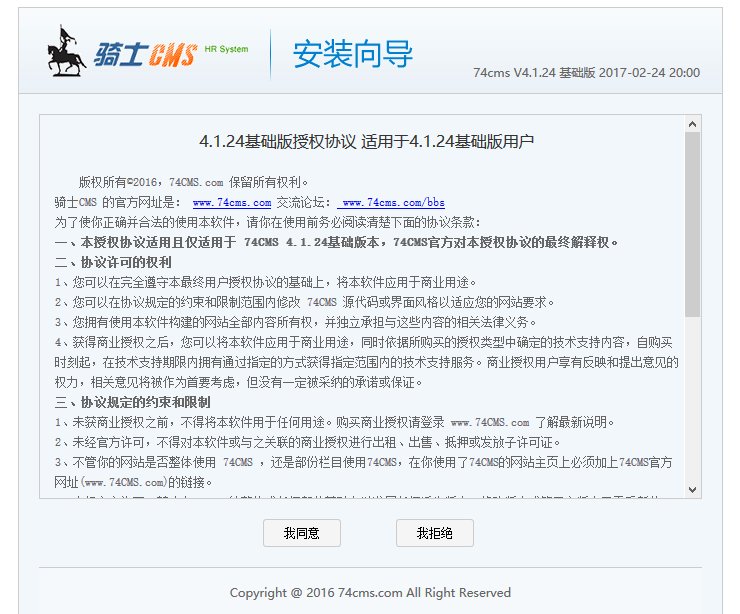 骑士CMS HR System
安装向导
74cms V4.1.24 基础版 2017-02-24 20:00
4.1.24基础版授权协议 适用于4.1.24基础版用户
版权所有©2016，74CMS.com 保留所有权利。
骑士CMS 的官方网址是： www.74cms.com 交流论坛： www.74cms.com/bbs
为了使你正确并合法的使用本软件，请你在使用前务必阅读清楚下面的协议条款：
一、本授权协议适用且仅适用于 74CMS 4.1.24基础版本，74CMS官方对本授权协议的最终解释权。
二、协议许可的权利
1、您可以在完全遵守本最终用户授权协议的基础上，将本软件应用于商业用途。
2、您可以在协议规定的约束和限制范围内修改 74CMS 源代码或界面风格以适应您的网站要求。
3、您拥有使用本软件构建的网站全部内容所有权，并独立承担与这些内容的相关法律义务。
4、获得商业授权之后，您可以将本软件应用于商业用途，同时依据所购买的授权类型中确定的技术支持内容，自购买
时刻起，在技术支持期限内拥有通过指定的方式获得指定范围内的技术支持服务。商业授权用户享有反映和提出意见的
权力，相关意见将被作为首要考虑，但没有一定被采纳的承诺或保证。
三、协议规定的约束和限制
1、未获商业授权之前，不得将本软件用于任何用途。购买商业授权请登录 www.74CMS.com 了解最新说明。
2、未经官方许可，不得对本软件或与之关联的商业授权进行出租、出售、抵押或发放子许可证。
3、不管你的网站是否整体使用 74CMS ，还是部份栏目使用74CMS，在你使用了74CMS的网站主页上必须加上74CMS官方
网址(www.74CMS.com)的链接。
我同意
我拒绝
Copyright @ 2016 74cms.com All Right Reserved